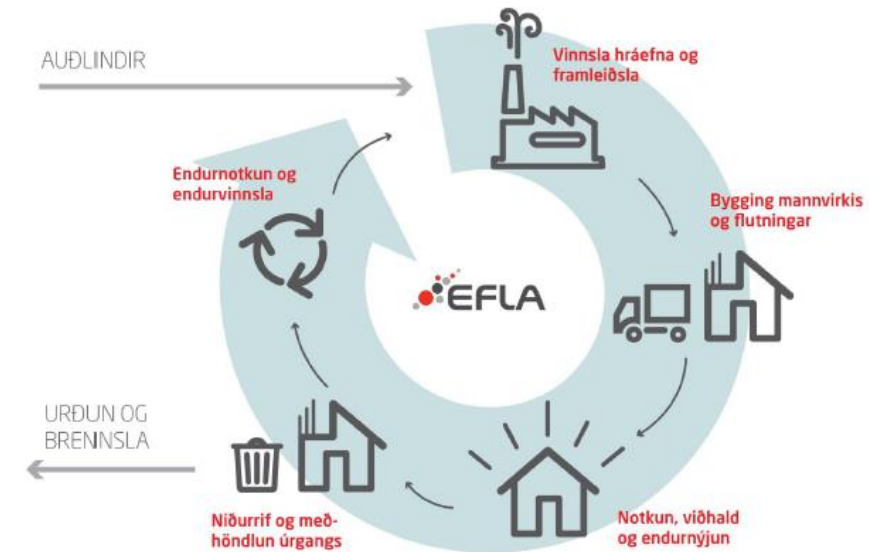 AUÐLINDIR
Vinnsla hráefna og
framleiðsla
Endurnotkun og
endurvinnsla
Bygging mannvirkis
og flutningar
EFLA
URÐUN OG
BRENNSLA
Niðurrif og með-
höndlun úrgangs
Notkun, viðhald
og endurnýjun